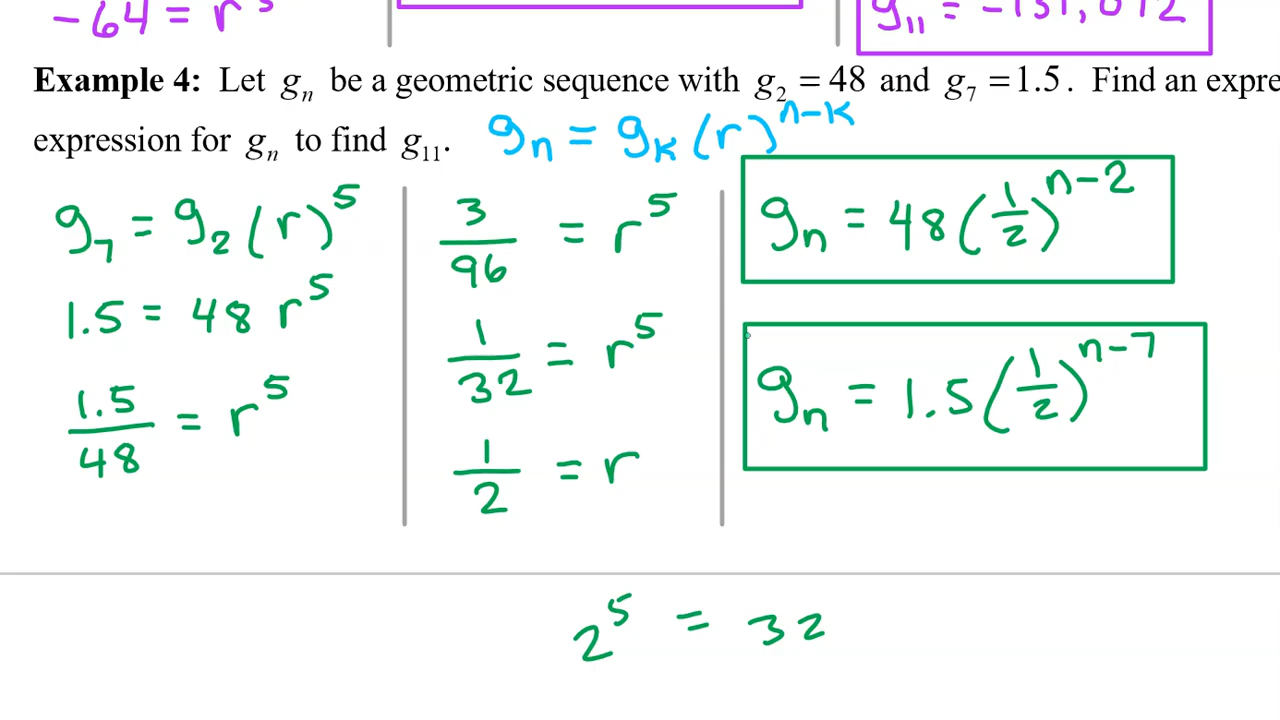 -64 = r³
g₁₁ = -131,072
Example 4: Let gₙ be a geometric sequence with g₂ = 48 and g₇ = 1.5. Find an expre
expression for gₙ to find g₁₁. gₙ = gₖ(r)ⁿ⁻ᵏ
g₇ = g₂(r)⁵
1.5 = 48 r⁵
1.5/48 = r⁵
3/96 = r⁵
1/32 = r⁵
1/2 = r
gₙ = 48(1/2)ⁿ⁻²
gₙ = 1.5(1/2)ⁿ⁻⁷
2⁵ = 32